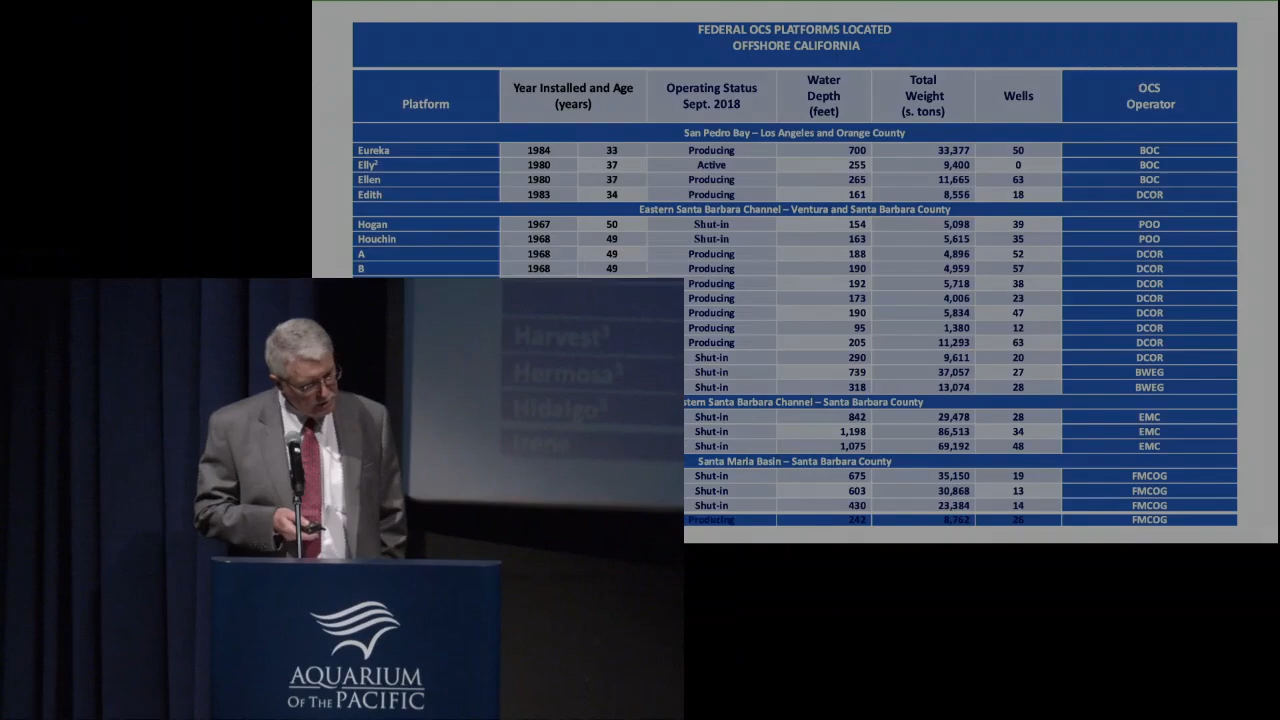 FEDERAL OCS PLATFORMS LOCATED
OFFSHORE CALIFORNIA
Platform Year Installed and Age (years) Operating Status Sept. 2018 Water Depth (feet) Total Weight (s. tons) Wells OCS Operator
San Pedro Bay – Los Angeles and Orange County
Eureka 1984 33 Producing 700 33,377 50 BOC
Elly² 1980 37 Active 255 9,400 0 BOC
Ellen 1980 37 Producing 265 11,665 63 BOC
Edith 1983 34 Producing 161 8,556 18 DCOR
Eastern Santa Barbara Channel – Ventura and Santa Barbara County
Hogan 1967 50 Shut-in 154 5,098 39 POO
Houchin 1968 49 Shut-in 163 5,615 35 POO
A 1968 49 Producing 188 4,896 52 DCOR
B 1968 49 Producing 190 4,959 57 DCOR
Producing 192 5,718 38 DCOR
Producing 173 4,006 23 DCOR
Producing 190 5,834 47 DCOR
Producing 95 1,380 12 DCOR
Producing 205 11,293 63 DCOR
Shut-in 290 9,611 20 DCOR
Shut-in 739 37,057 27 BWEG
Shut-in 318 13,074 28 BWEG
stern Santa Barbara Channel – Santa Barbara County
Shut-in 842 29,478 28 EMC
Shut-in 1,198 86,513 34 EMC
Shut-in 1,075 69,192 48 EMC
Santa Maria Basin – Santa Barbara County
Shut-in 675 35,150 19 FMCOG
Shut-in 603 30,868 13 FMCOG
Shut-in 430 23,384 14 FMCOG
Producing 242 8,762 26 FMCOG
Harvest³
Hermosa³
Hidalgo³
Irene
AQUARIUM
OF THE PACIFIC